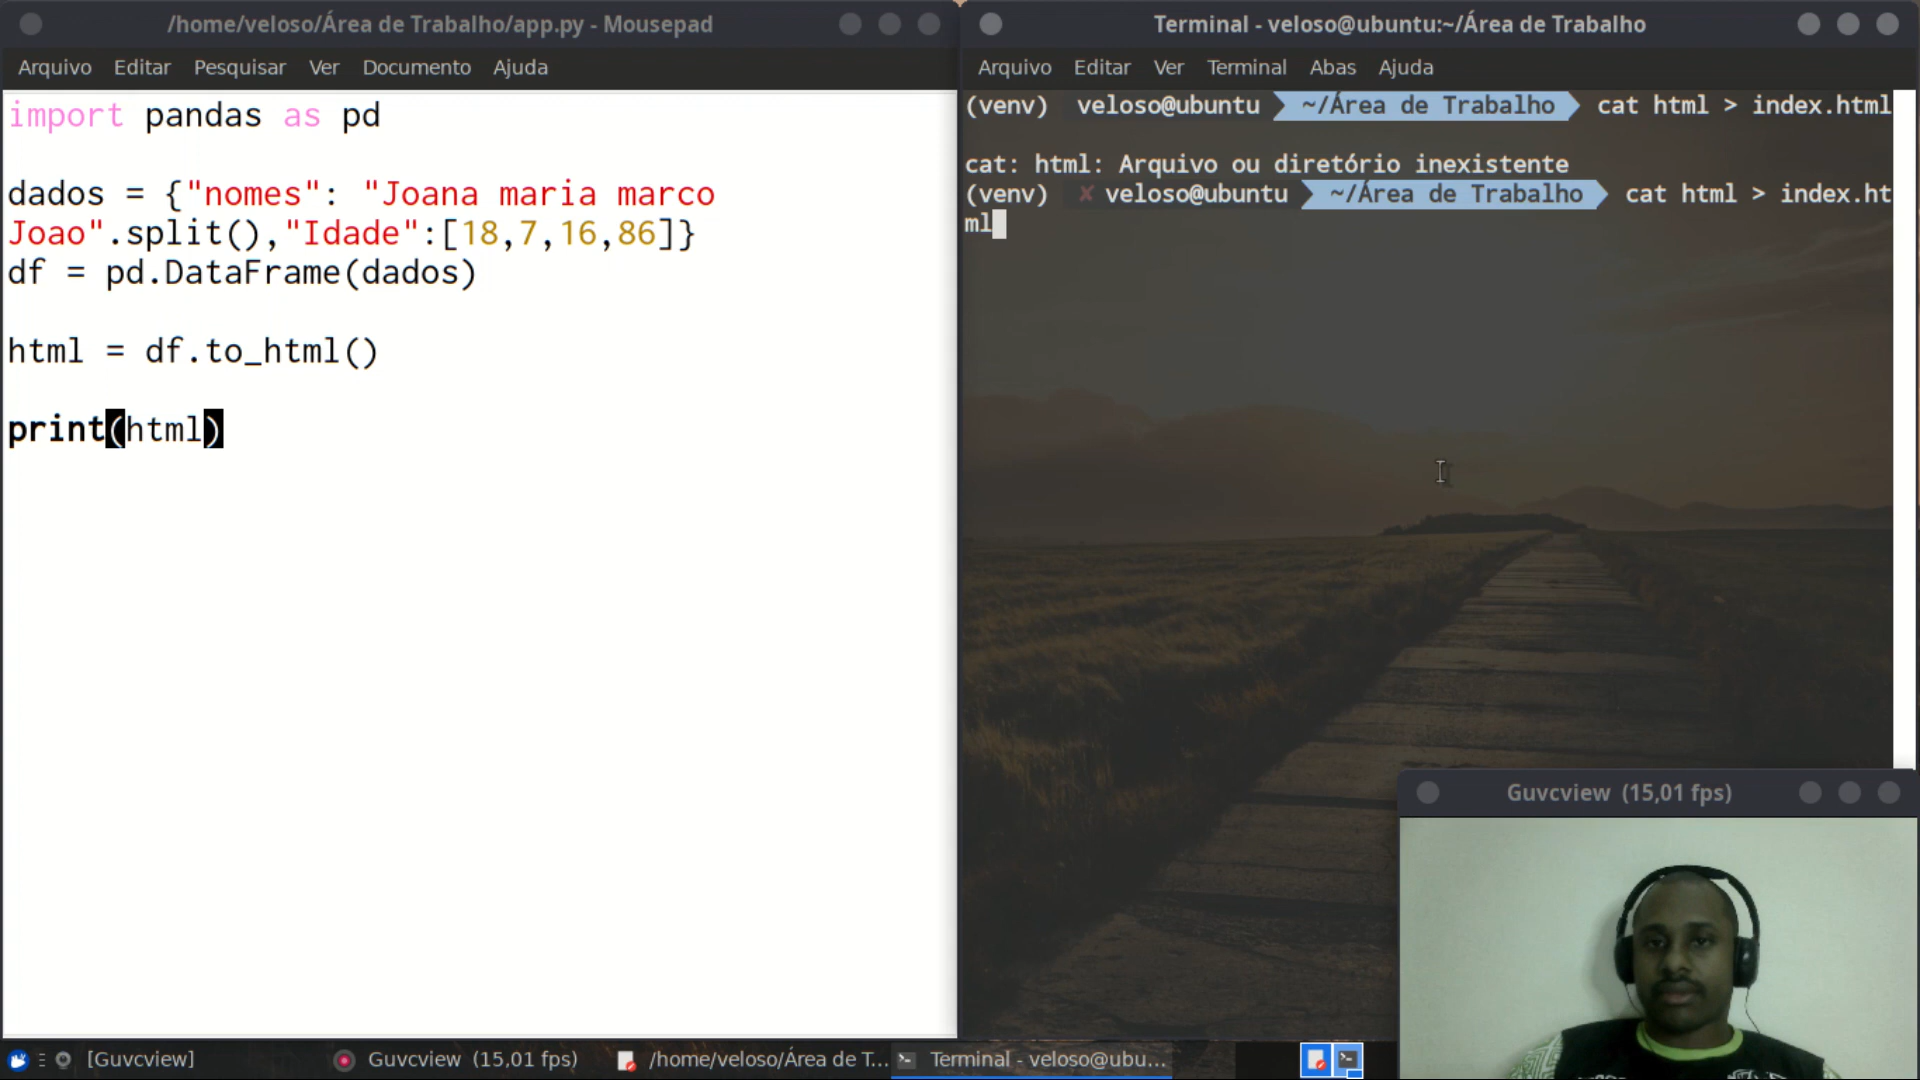 /home/veloso/Área de Trabalho/app.py - Mousepad
Arquivo Editar Pesquisar Ver Documento Ajuda
import pandas as pd
dados = {"nomes": "Joana maria marco
Joao".split(),"Idade":[18,7,16,86]}
df = pd.DataFrame(dados)
html = df.to_html()
print(html)
Terminal - veloso@ubuntu:~/Área de Trabalho
Arquivo Editar Ver Terminal Abas Ajuda
(venv) veloso@ubuntu ~/Área de Trabalho cat html > index.html
cat: html: Arquivo ou diretório inexistente
(venv) ✘ veloso@ubuntu ~/Área de Trabalho cat html > index.ht
ml
Guvcview (15,01 fps)
[Guvcview] Guvcview (15,01 fps) /home/veloso/Área de T... Terminal - veloso@ubu...